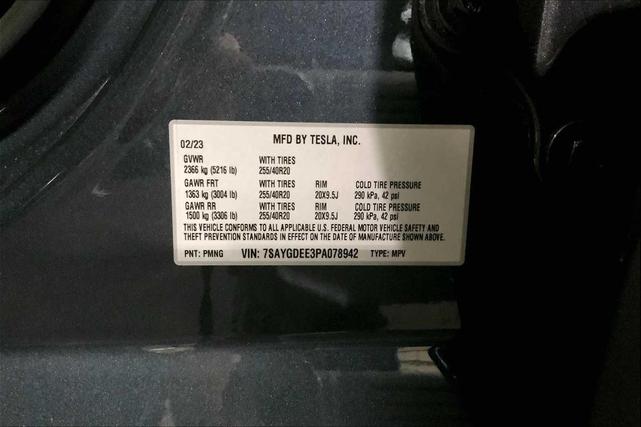 02/23 MFD BY TESLA, INC.
GVWR WITH TIRES
2366 kg (5216 lb) 255/40R20
GAWR FRT WITH TIRES RIM COLD TIRE PRESSURE
1363 kg (3004 lb) 255/40R20 20X9.5J 290 kPa, 42 psi
GAWR RR WITH TIRES RIM COLD TIRE PRESSURE
1500 kg (3306 lb) 255/40R20 20X9.5J 290 kPa, 42 psi
THIS VEHICLE CONFORMS TO ALL APPLICABLE U.S. FEDERAL MOTOR VEHICLE SAFETY AND
THEFT PREVENTION STANDARDS IN EFFECT ON THE DATE OF MANUFACTURE SHOWN ABOVE.
PNT: PMNG VIN: 7SAYGDEE3PA078942 TYPE: MPV